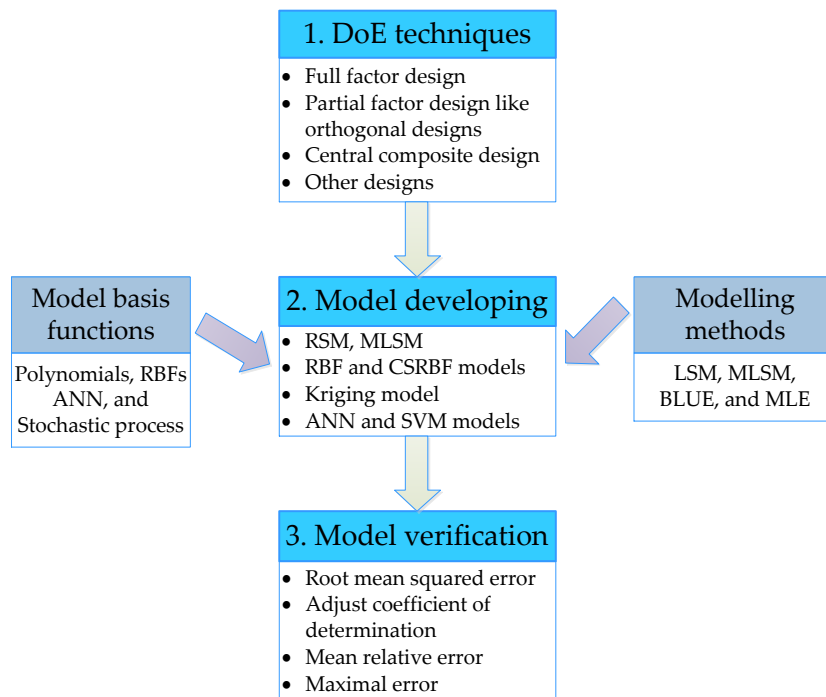 1. DoE techniques
• Full factor design
• Partial factor design like
orthogonal designs
• Central composite design
• Other designs
Model basis
functions
Polynomials, RBFs
ANN, and
Stochastic process
2. Model developing
• RSM, MLSM
• RBF and CSRBF models
• Kriging model
• ANN and SVM models
Modelling
methods
LSM, MLSM,
BLUE, and MLE
3. Model verification
• Root mean squared error
• Adjust coefficient of
determination
• Mean relative error
• Maximal error